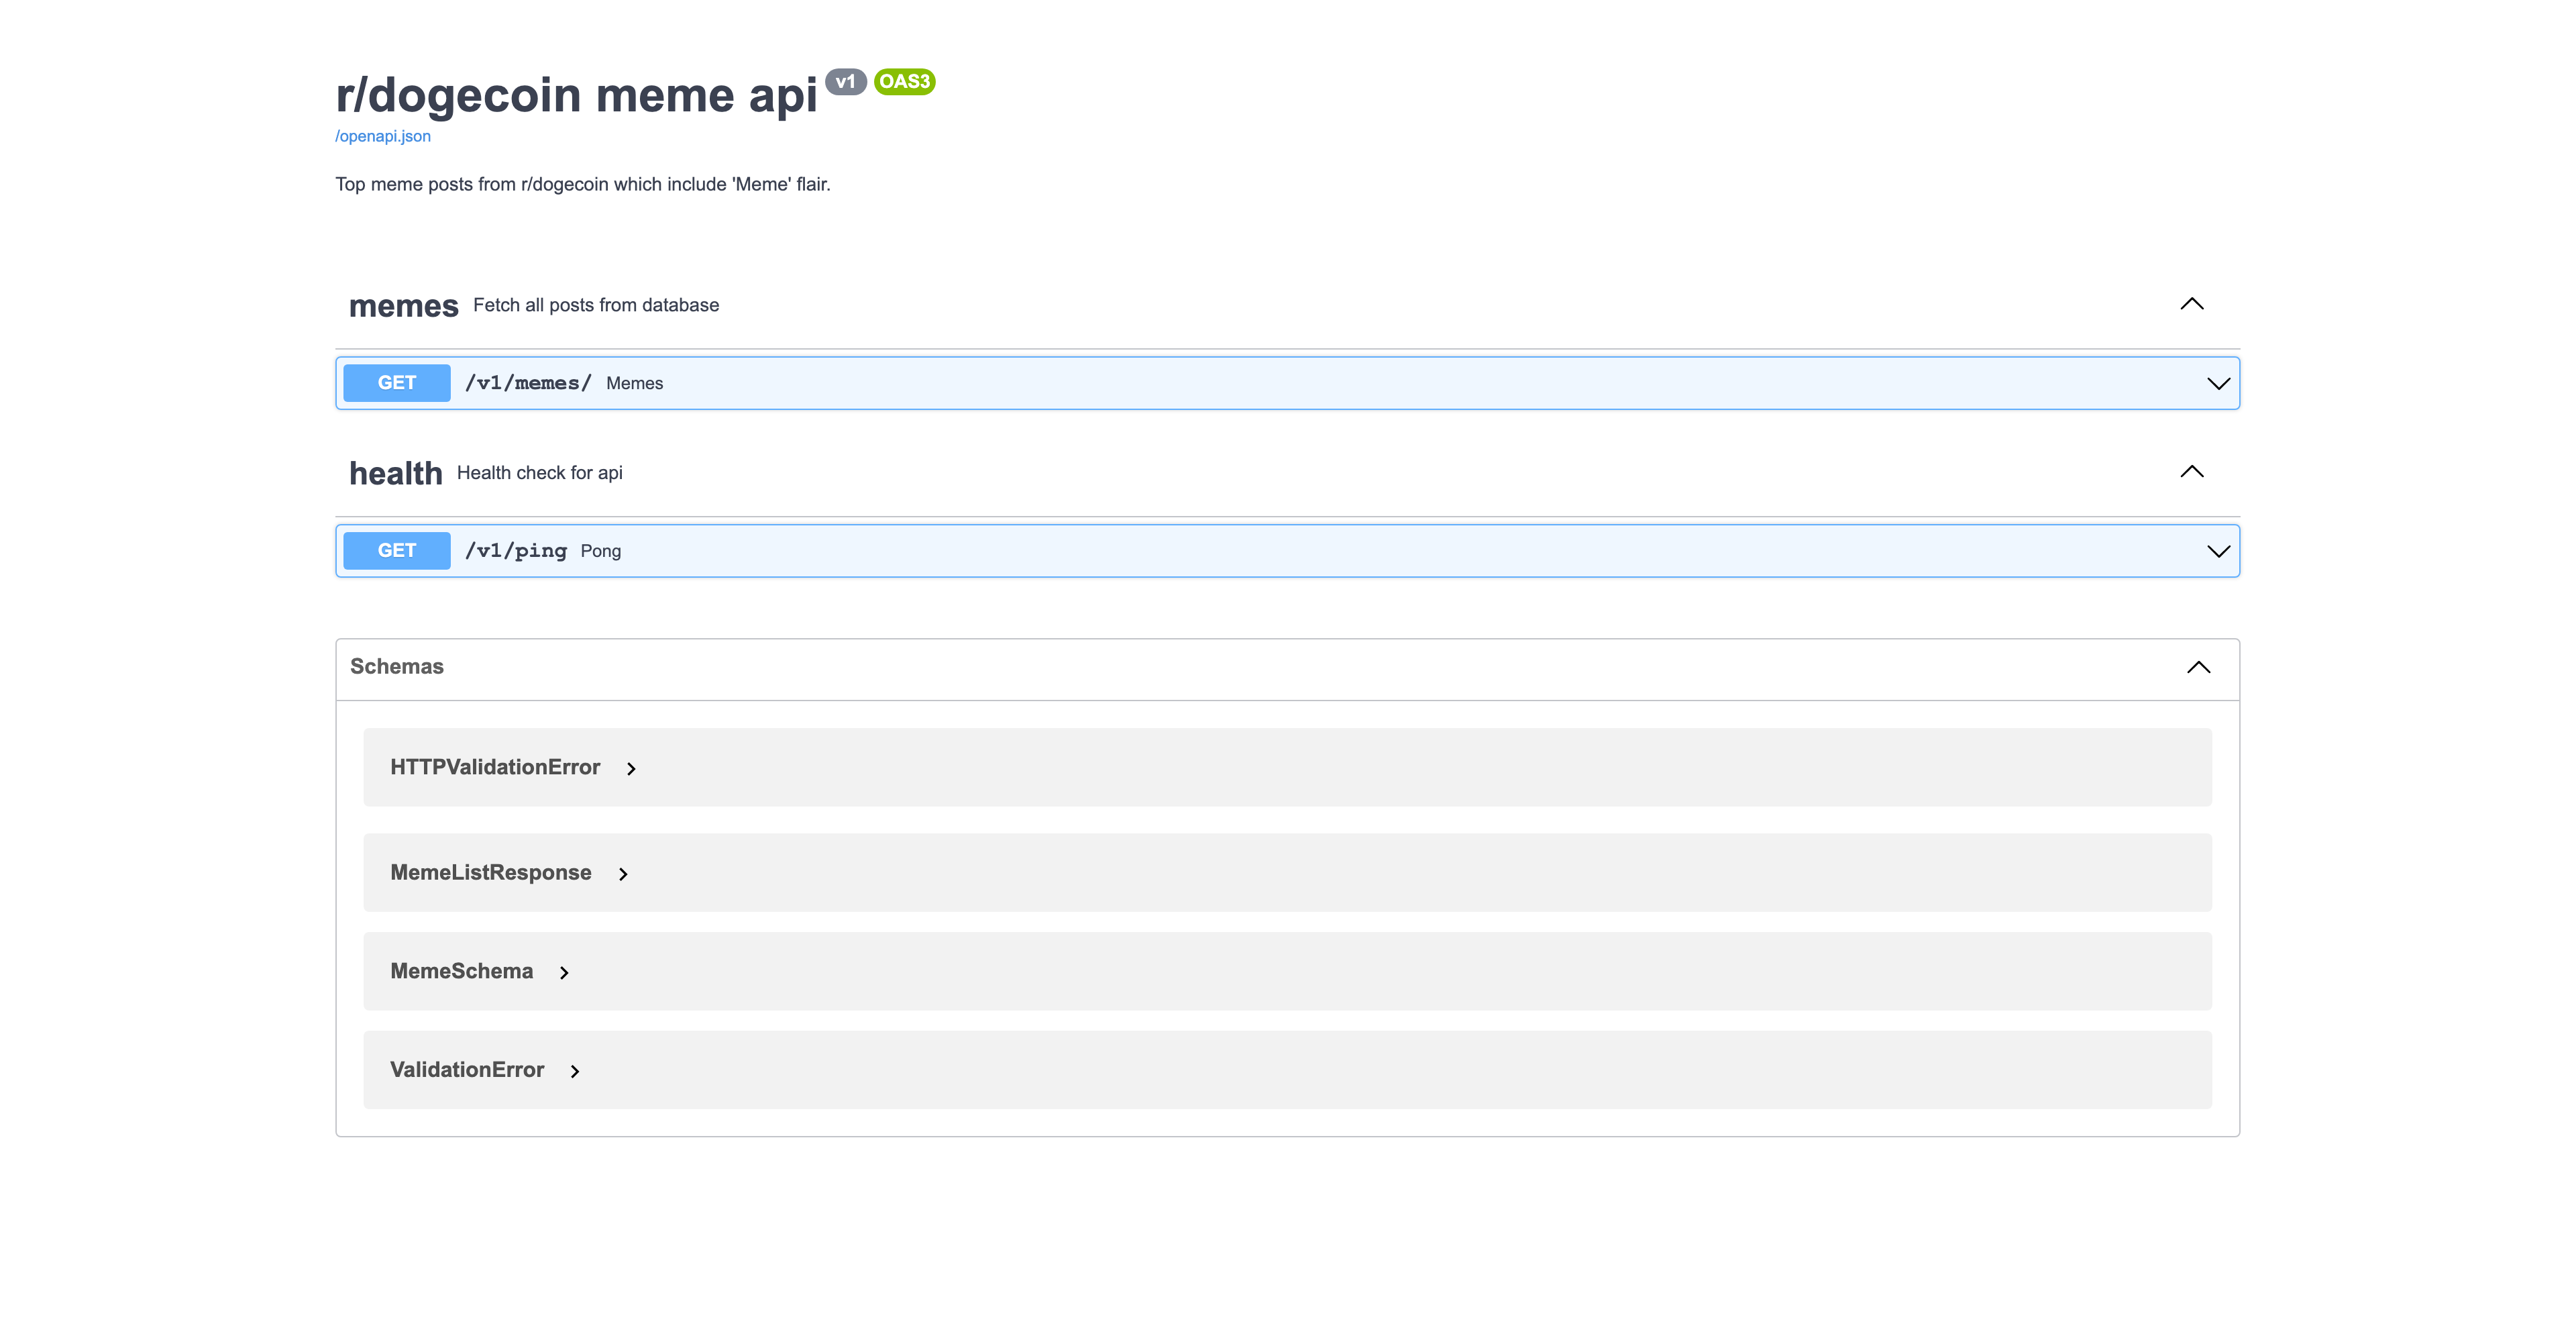 r/dogecoin meme api v1 OAS3
/openapi.json
Top meme posts from r/dogecoin which include 'Meme' flair.
memes Fetch all posts from database
GET /v1/memes/ Memes
health Health check for api
GET /v1/ping Pong
Schemas
HTTPValidationError
MemeListResponse
MemeSchema
ValidationError